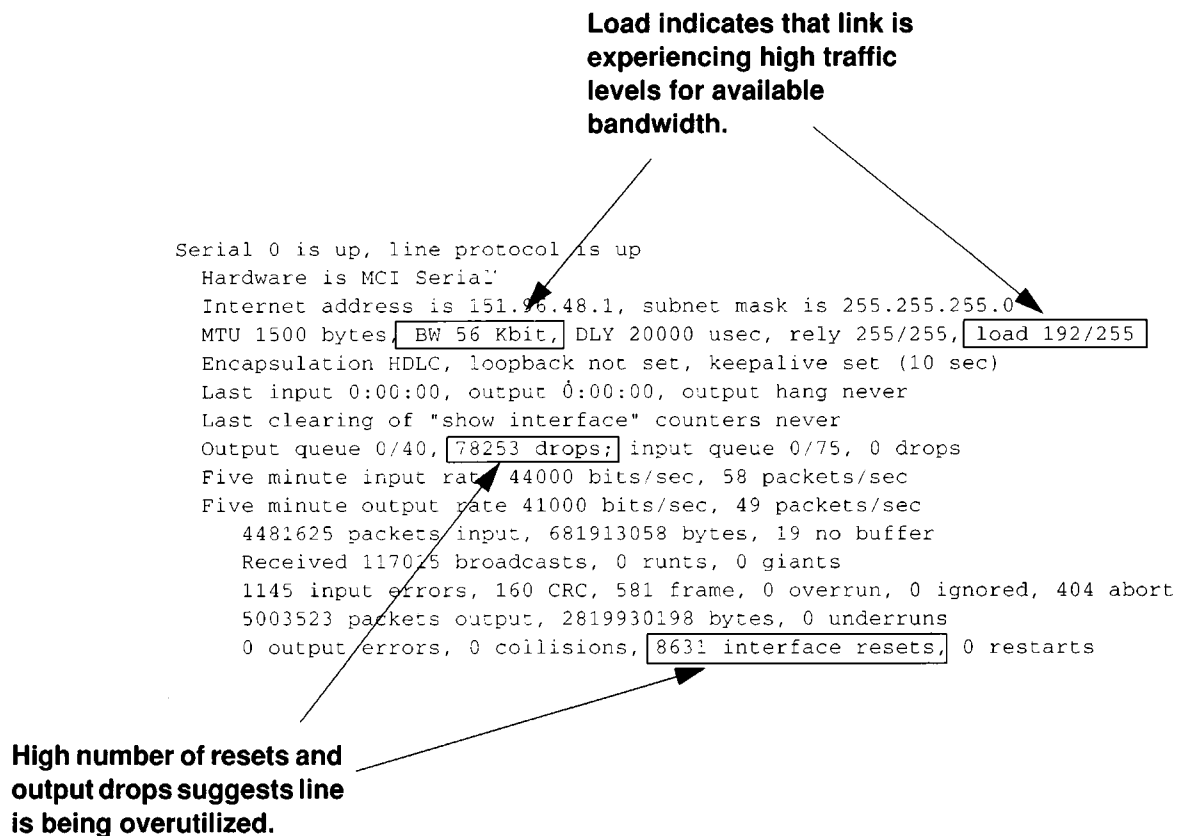 Load indicates that link is
experiencing high traffic
levels for available
bandwidth.
Serial 0 is up, line protocol is up
Hardware is MCI Serial
Internet address is 151.96.48.1, subnet mask is 255.255.255.0
MTU 1500 bytes, BW 56 Kbit, DLY 20000 usec, rely 255/255, load 192/255
Encapsulation HDLC, loopback not set, keepalive set (10 sec)
Last input 0:00:00, output 0:00:00, output hang never
Last clearing of "show interface" counters never
Output queue 0/40, 78253 drops; input queue 0/75, 0 drops
Five minute input rate 44000 bits/sec, 58 packets/sec
Five minute output rate 41000 bits/sec, 49 packets/sec
4481625 packets input, 681913058 bytes, 19 no buffer
Received 117015 broadcasts, 0 runts, 0 giants
1145 input errors, 160 CRC, 581 frame, 0 overrun, 0 ignored, 404 abort
5003523 packets output, 2819930198 bytes, 0 underruns
0 output errors, 0 collisions, 8631 interface resets, 0 restarts
High number of resets and
output drops suggests line
is being overutilized.